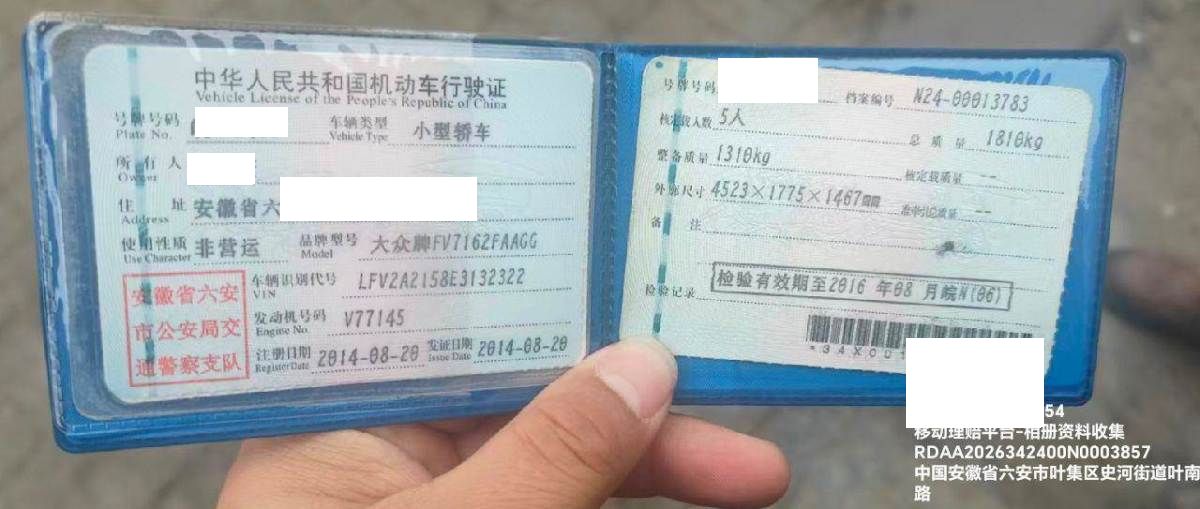 中华人民共和国机动车行驶证
Vehicle License of the People's Republic of China
号牌号码
Plate No.
车辆类型 小型轿车
Vehicle Type
所有人
Owner
住址 安徽省六
Address
使用性质 非营运 品牌型号 大众牌FV7162FAAGG
Use Character Model
安徽省六安
市公安局交
通警察支队
车辆识别代号 LFV2A2158E3132322
VIN
发动机号码 V77145
Engine No.
注册日期 2014-08-20 发证日期 2014-08-20
Register Date Issue Date
号牌号码 档案编号 N24-00013783
核定载人数 5人 总质量 1810kg
整备质量 1310kg 核定载质量 --
外廓尺寸 4523×1775×1467mm 准牵引总质量 --
备注
检验记录 检验有效期至2016年08月皖N(06)
*34X00
54
移动理赔平台-相册资料收集
RDAA2026342400N0003857
中国安徽省六安市叶集区史河街道叶南
路